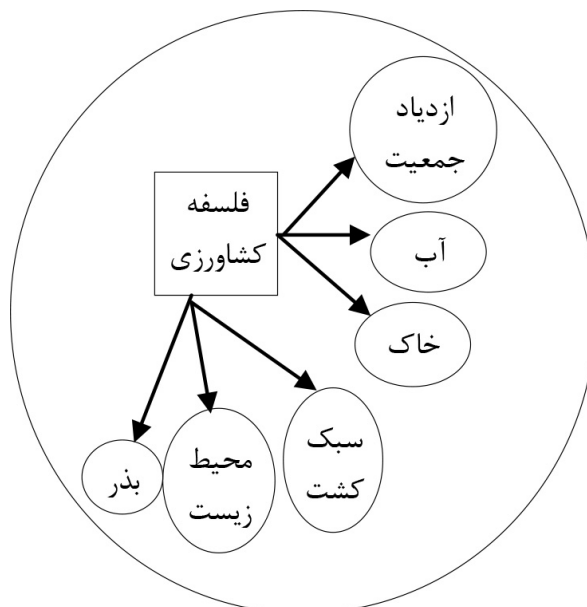 ازدیاد
جمعیت
فلسفه
کشاورزی
آب
خاک
سبک
کشت
محیط
زیست
بذر